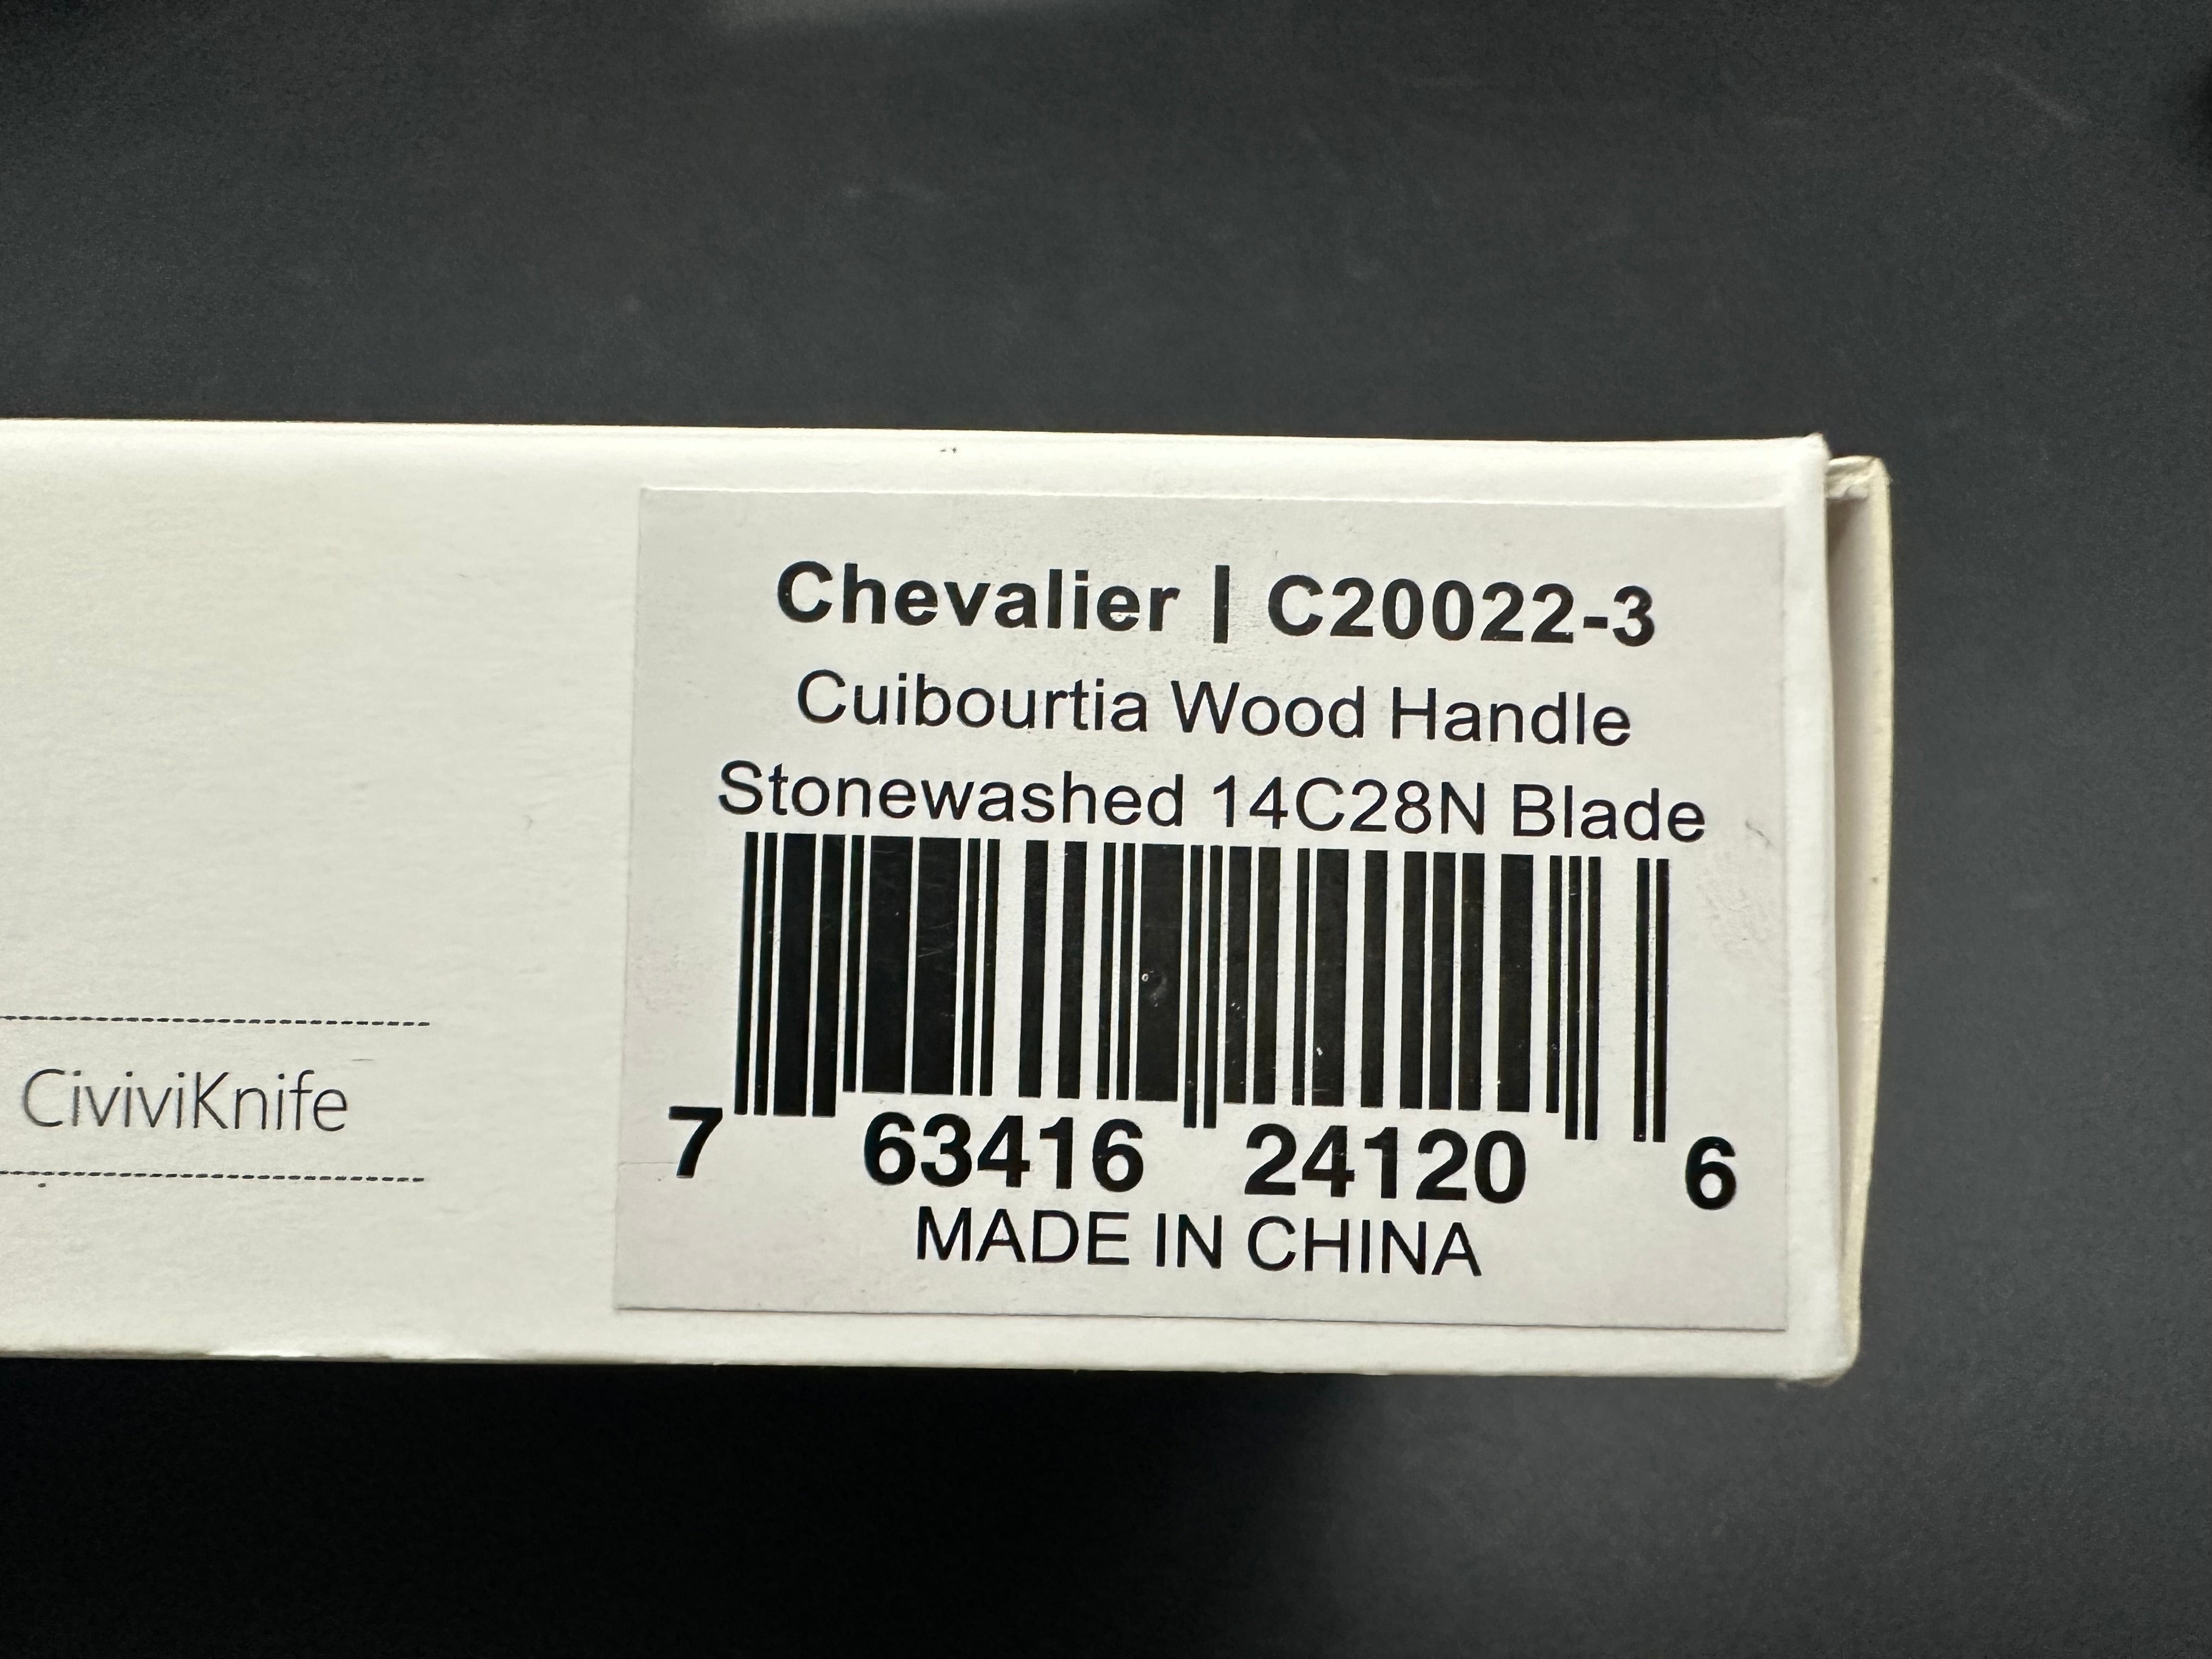 Chevalier | C20022-3
Cuibourtia Wood Handle
Stonewashed 14C28N Blade
7 63416 24120 6
MADE IN CHINA
CiviviKnife